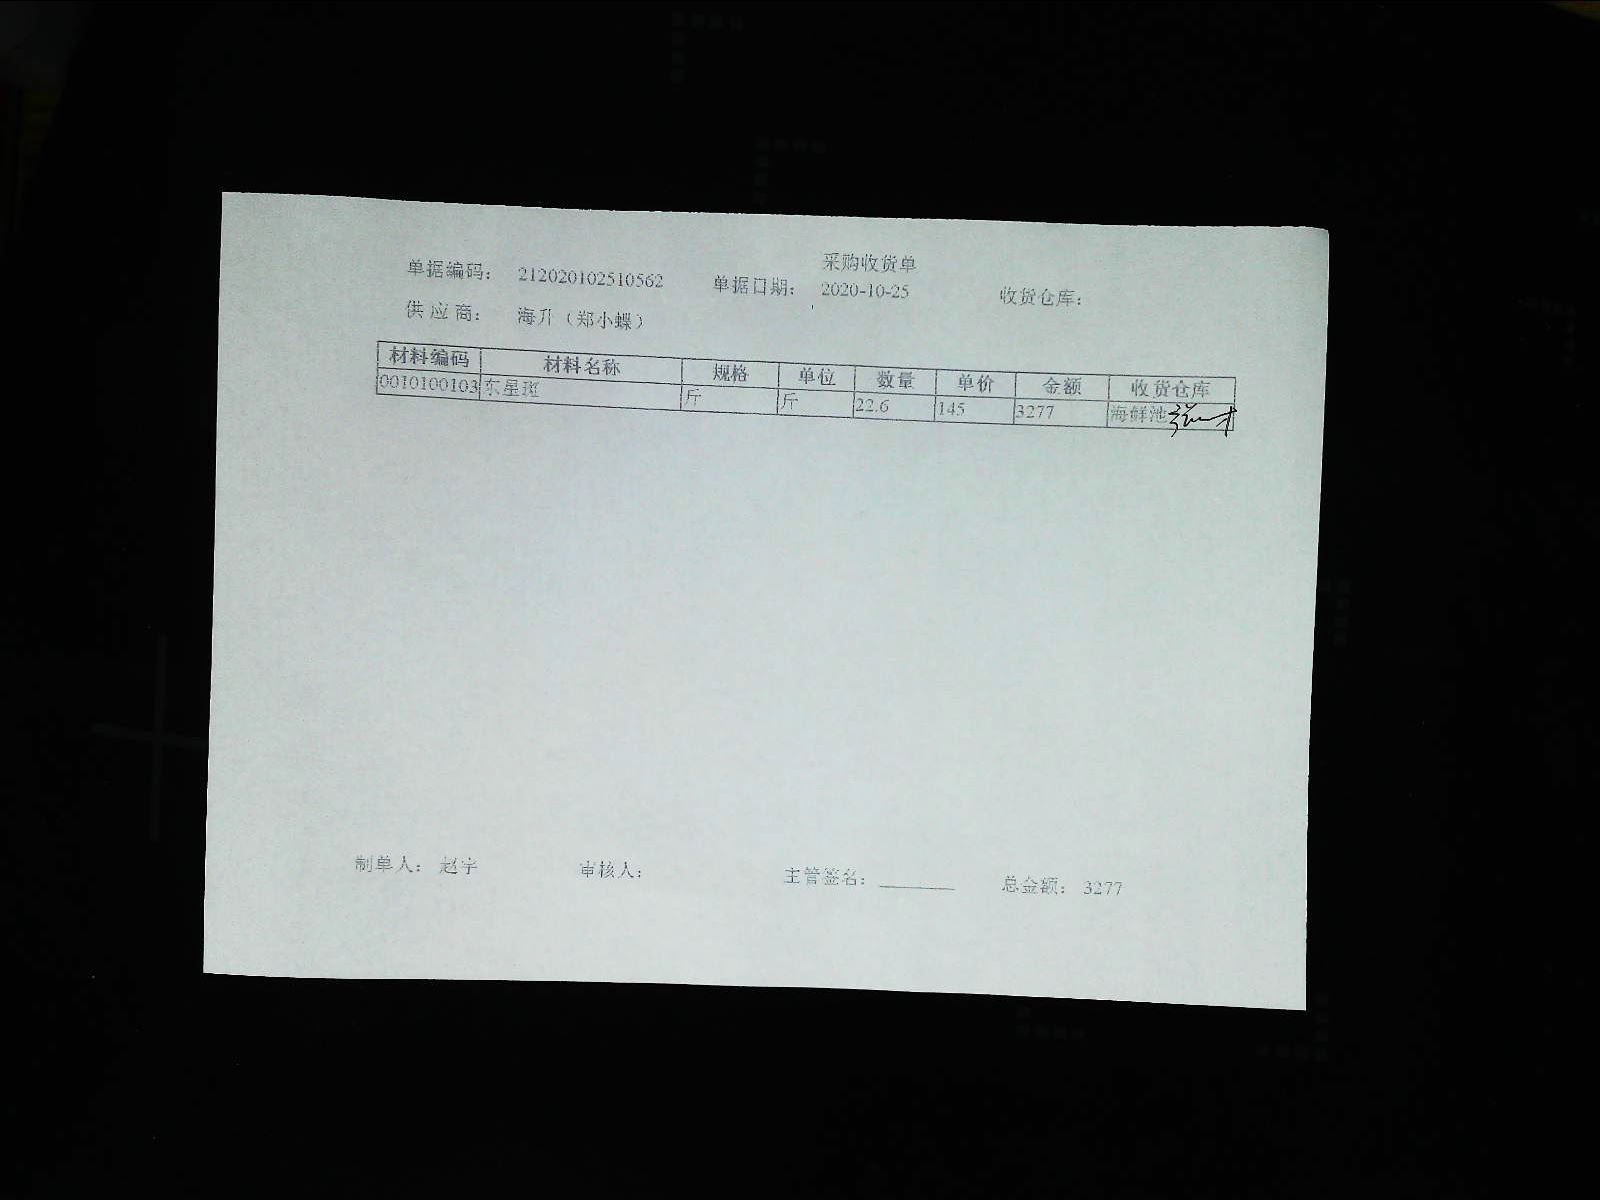 采购收货单
单据编码： 212020102510562 单据日期： 2020-10-25 收货仓库：
供 应 商： 海升（郑小蝶）
材料编码 材料名称 规格 单位 数量 单价 金额 收货仓库
0010100103 东星斑 斤 斤 22.6 145 3277 海鲜池
制单人： 赵宇 审核人： 主管签名： 总金额： 3277